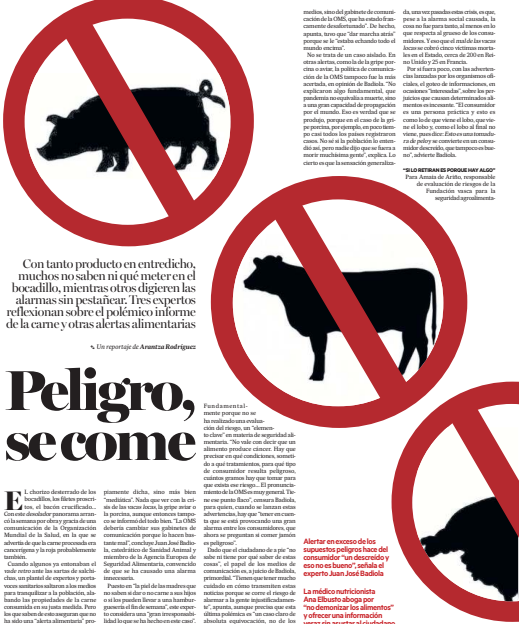 Con tanto producto en entredicho,
muchos no saben ni qué meter en el
bocadillo, mientras otros digieren las
alarmas sin pestañear. Tres expertos
reflexionan sobre el polémico informe
de la carne y otras alertas alimentarias
Un reportaje de Arantza Rodríguez
Peligro,
se come
EL chorizo desterrado de los
bocadillos, los filetes proscri-
tos, el bacón crucificado...
Con este desolador panorama arran-
có la semana por obra y gracia de una
comunicación de la Organización
Mundial de la Salud, en la que se
advertía de que la carne procesada era
cancerígena y la roja probablemente
también.
Cuando algunos ya entonaban el
vade retro ante las sartas de salchi-
chas, un plantel de expertos y porta-
voces sanitarios saltaron a los medios
para tranquilizar a la población, ala-
bando las propiedades de la carne
consumida en su justa medida. Pero
los que saben de esto aseguran que no
ha sido una "alerta alimentaria" pro-
piamente dicha, sino más bien
"mediática". Nada que ver con la cri-
sis de las vacas locas, la gripe aviar o
la porcina, aunque entonces tampo-
co se informó del todo bien. "La OMS
debería cambiar sus gabinetes de
comunicación porque lo hacen bas-
tante mal", concluye Juan José Badio-
la, catedrático de Sanidad Animal y
miembro de la Agencia Europea de
Seguridad Alimentaria, convencido
de que se ha causado una alarma
innecesaria.
Puesto en "la piel de las madres que
no saben si dar o no carne a sus hijos
o si los pueden llevar a una hambur-
guesería el fin de semana", este exper-
to considera una "gran irresponsabi-
lidad lo que se ha hecho en este caso".
Fundamental-
mente porque no se
ha realizado una evalua-
ción del riesgo, un "elemen-
to clave" en materia de seguridad ali-
mentaria. "No vale con decir que un
alimento produce cáncer. Hay que
precisar en qué condiciones, someti-
do a qué tratamientos, para qué tipo
de consumidor resulta peligroso,
cuántos gramos hay que tomar para
que exista ese riesgo... El pronuncia-
miento de la OMS es muy general. Tie-
ne ese punto flaco", censura Badiola,
para quien, cuando se lanzan estas
advertencias, hay que "tener en cuen-
ta que se está provocando una gran
alarma entre los consumidores, que
ahora se preguntan si comer jamón
es peligroso".
Dado que el ciudadano de a pie "no
sabe ni tiene por qué saber de estas
cosas", el papel de los medios de
comunicación es, a juicio de Badiola,
primordial. "Tienen que tener mucho
cuidado en cómo transmiten estas
noticias porque se corre el riesgo de
alarmar a la gente injustificadamen-
te", apunta, aunque precisa que esta
última polémica es "un caso claro de
absoluta equivocación, no de los
medios, sino del gabinete de comuni-
cación de la OMS, que ha estado fran-
camente desafortunado". De hecho,
apunta, tuvo que "dar marcha atrás"
porque se le "estaba echando todo el
mundo encima".
No se trata de un caso aislado. En
otras alertas, como la de la gripe por-
cina o aviar, la política de comunica-
ción de la OMS tampoco fue la más
acertada, en opinión de Badiola. "No
explicaron algo fundamental, que
pandemia no equivalía a muerte, sino
a una gran capacidad de propagación
por el mundo. Eso es verdad que se
produjo, porque en el caso de la gri-
pe porcina, por ejemplo, en poco tiem-
po casi todos los países registraron
casos. No sé si la población lo enten-
dió así, pero nadie dijo que se fuera a
morir muchísima gente", explica. Lo
cierto es que la sensación generaliza-
da, una vez pasadas estas crisis, es que,
pese a la alarma social causada, la
cosa no fue para tanto, al menos en lo
que respecta al grueso de los consu-
midores. Y eso que el mal de las vacas
locas se cobró cinco víctimas morta-
les en el Estado, cerca de 200 en Rei-
no Unido y 25 en Francia.
Por si fuera poco, con las adverten-
cias lanzadas por los organismos ofi-
ciales, el goteo de informaciones, en
ocasiones "interesadas", sobre los per-
juicios que causan determinados ali-
mentos es incesante. "El consumidor
es una persona práctica y esto es
como lo de que viene el lobo, que vie-
ne el lobo y, como el lobo al final no
viene, pues dice: Esto es una tomadu-
ra de pelo y se convierte en un consu-
midor descreído, que tampoco es bue-
no", advierte Badiola.
"SI LO RETIRAN ES PORQUE HAY ALGO"
Para Amaia de Ariño, responsable
de evaluación de riesgos de la
Fundación vasca para la
seguridad agroalimenta-
Alertar en exceso de los
supuestos peligros hace del
consumidor "un descreído y
eso no es bueno", señala el
experto Juan José Badiola
La médico nutricionista
Ana Elbusto aboga por
"no demonizar los alimentos"
y ofrecer una información